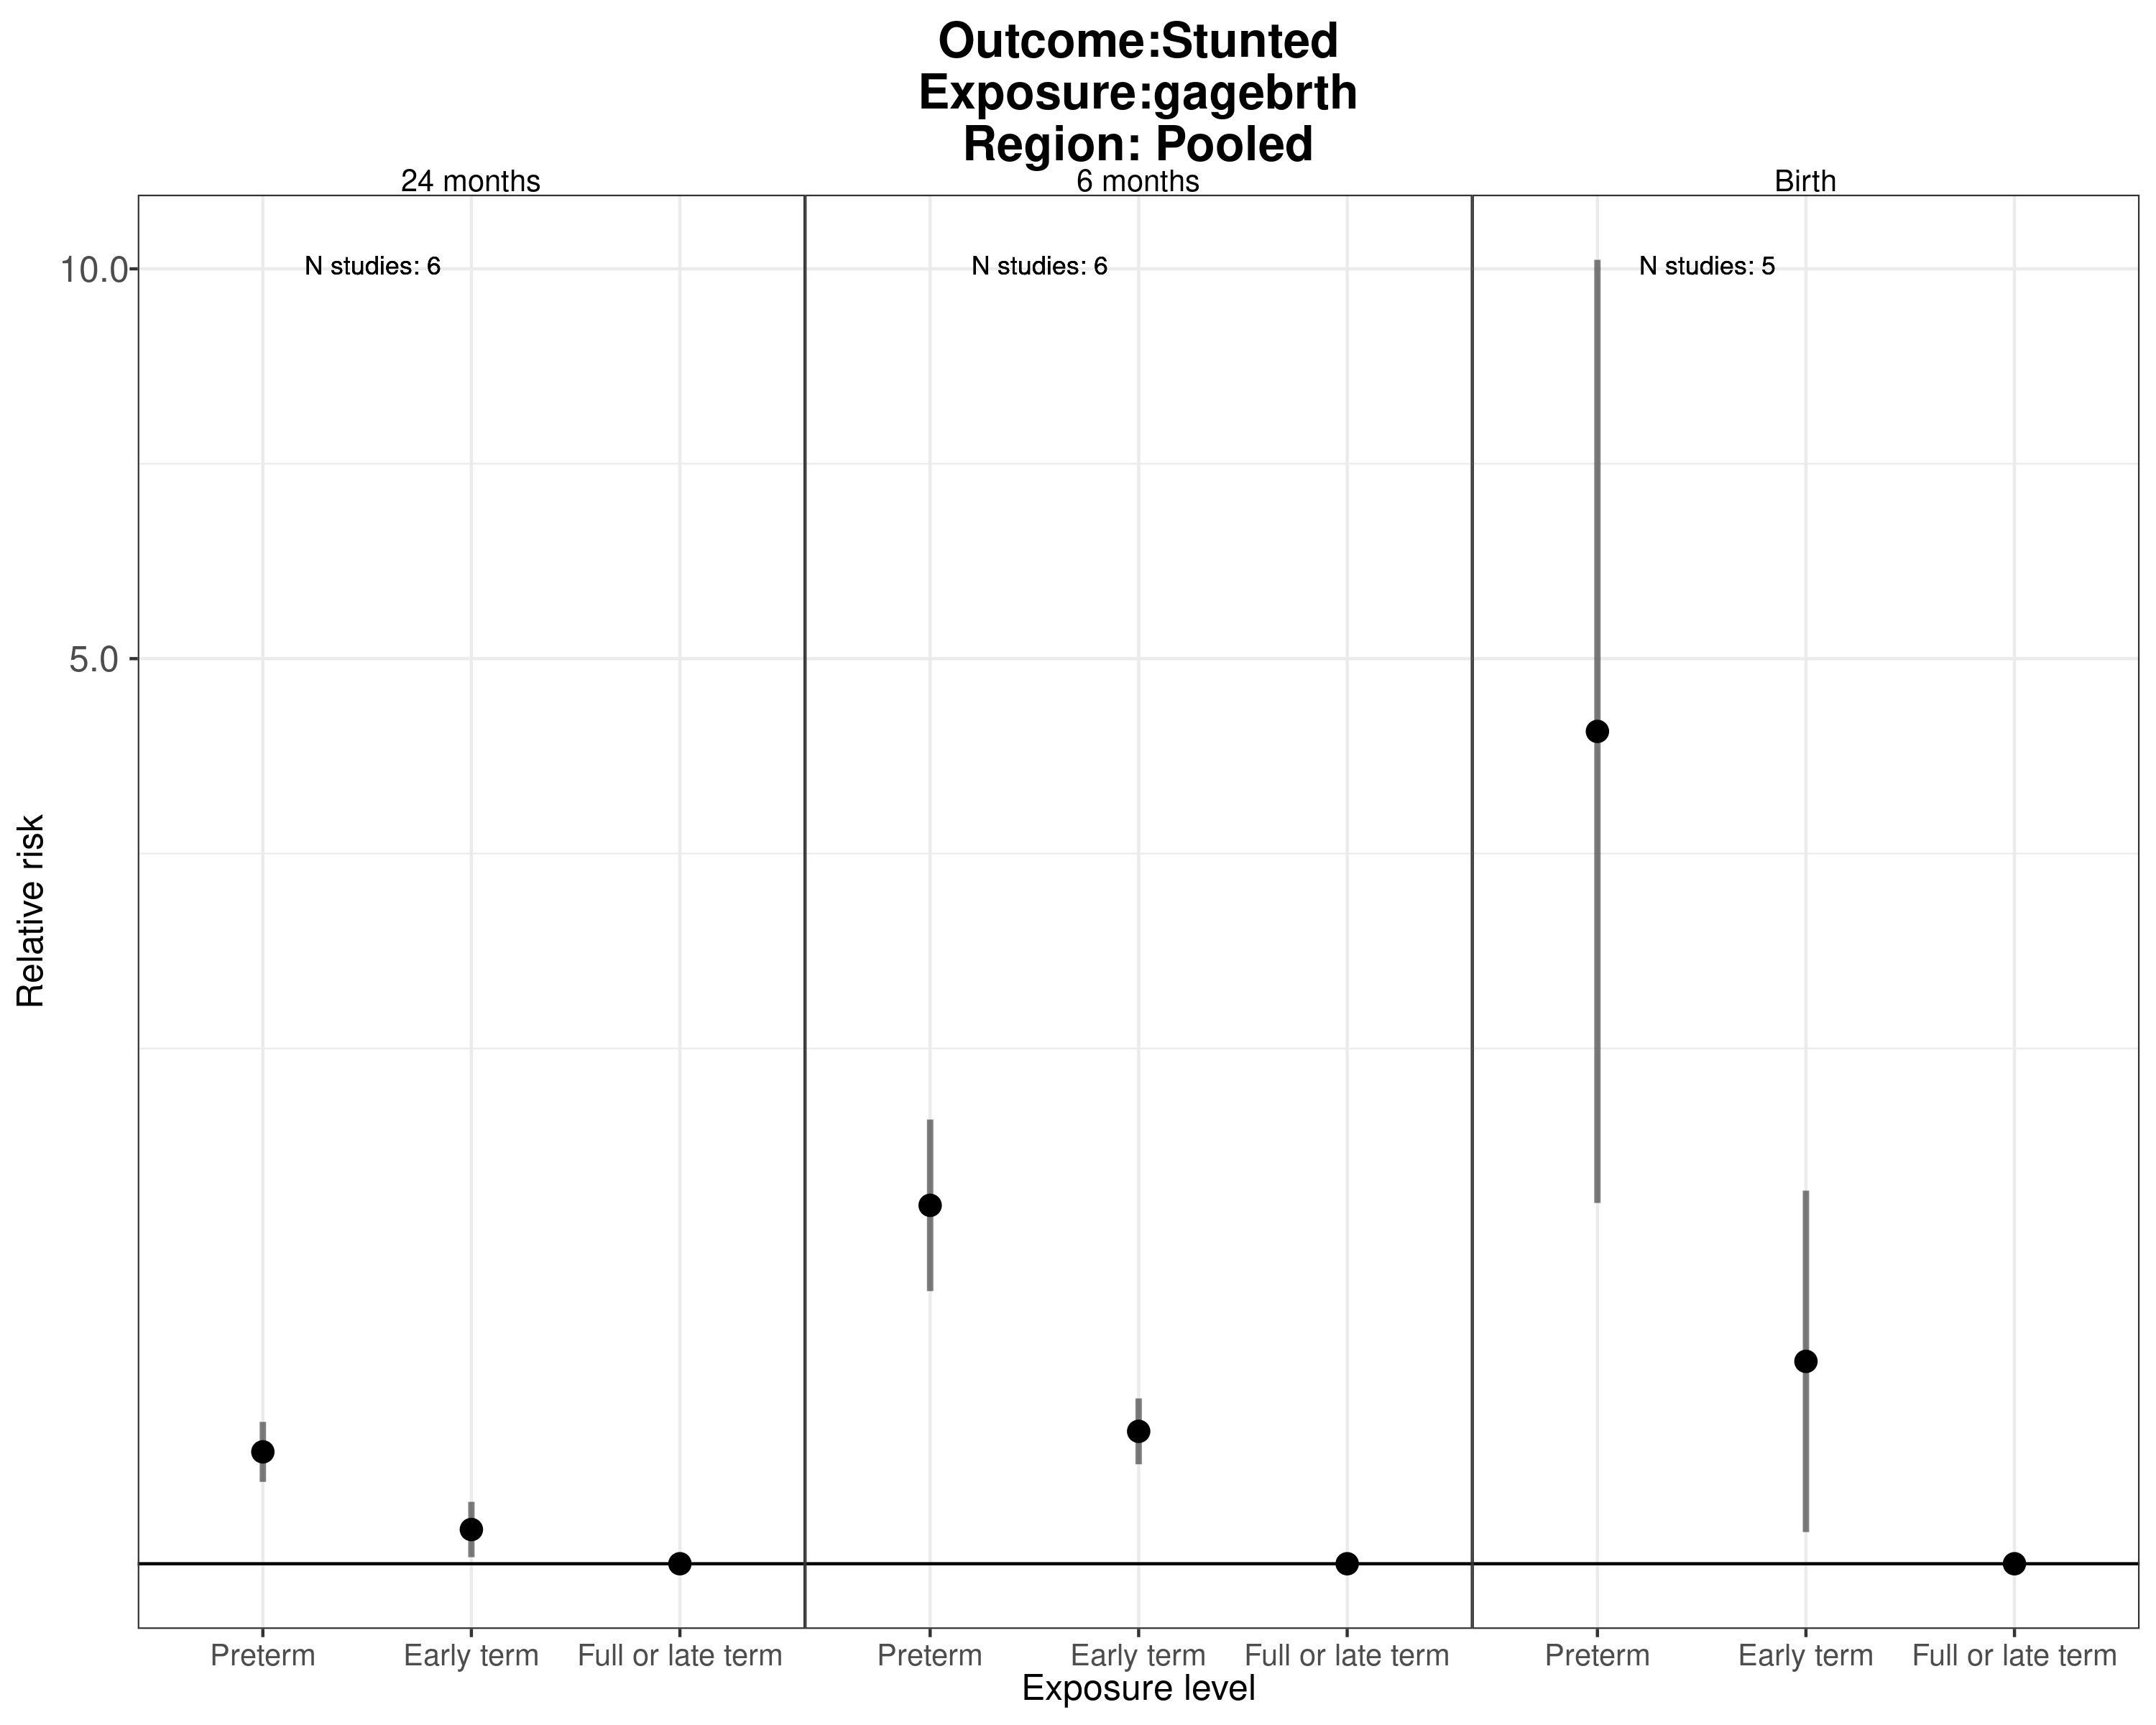 Outcome:Stunted
Exposure:gagebrth
Region: Pooled
24 months
6 months
Birth
N studies: 6
N studies: 6
N studies: 5
10.0
5.0
Relative risk
Preterm
Early term
Full or late term
Preterm
Early term
Full or late term
Preterm
Early term
Full or late term
Exposure level